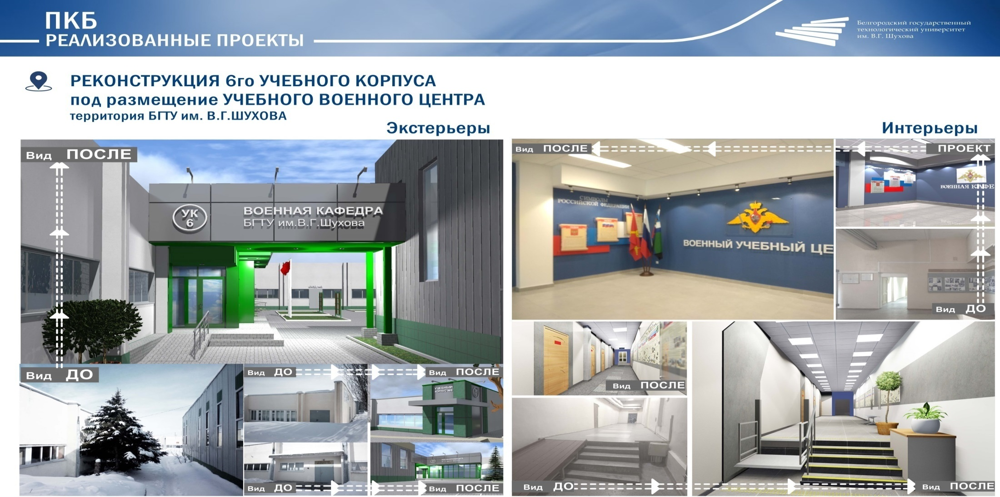 ПКБ
РЕАЛИЗОВАННЫЕ ПРОЕКТЫ
Белгородский государственный
технологический университет
им. В.Г. Шухова
РЕКОНСТРУКЦИЯ 6го УЧЕБНОГО КОРПУСА
под размещение УЧЕБНОГО ВОЕННОГО ЦЕНТРА
территория БГТУ им. В.Г.ШУХОВА
Экстерьеры
Интерьеры
Вид ПОСЛЕ
УК
6
ВОЕННАЯ КАФЕДРА
БГТУ им.В.Г.Шухова
Вид ДО
Вид ДО
Вид ПОСЛЕ
УЧЕБНЫЙ
КОРПУС №6
ВОЕННАЯ КАФЕДРА
Вид ДО
Вид ПОСЛЕ
Вид ПОСЛЕ
СИМВОЛЫ
РОССИЙСКОЙ ФЕДЕРАЦИИ
ВОЕННЫЙ УЧЕБНЫЙ ЦЕ
ПРОЕКТ
ВОЕННАЯ КАФЕ
Вид ДО
Вид ПОСЛЕ
Вид ДО
Вид ПОСЛЕ